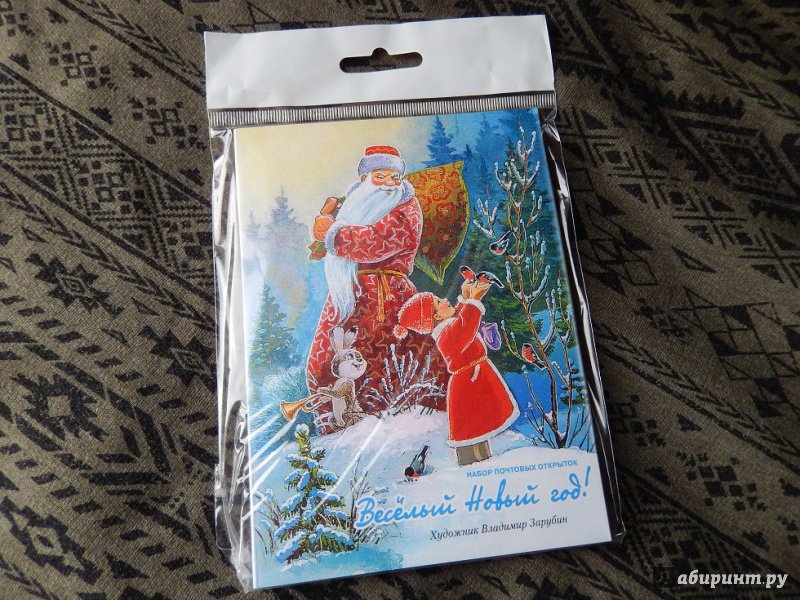 НАБОР ПОЧТОВЫХ ОТКРЫТОК
Весёлый Новый год!
Художник Владимир Зарубин
абиринт.ру